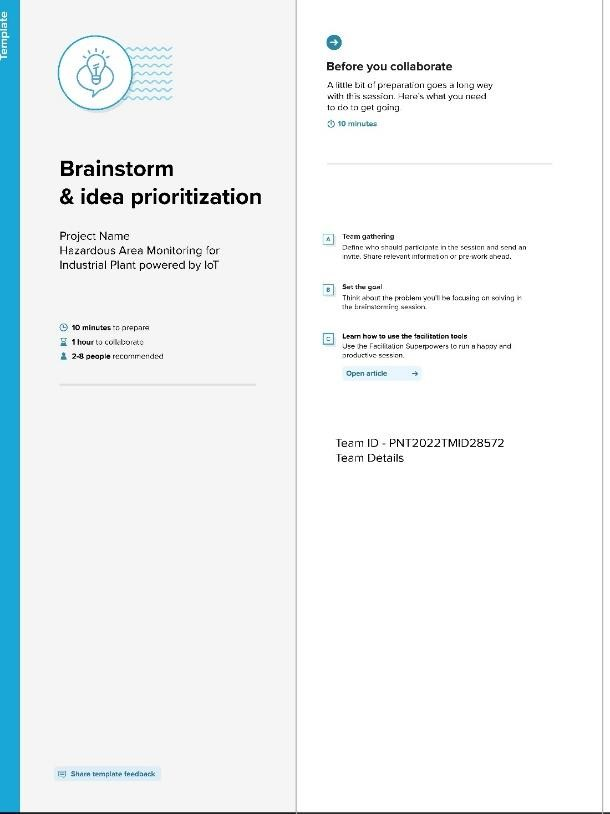 Template
Brainstorm
& idea prioritization
Project Name
Hazardous Area Monitoring for
Industrial Plant powered by IoT
10 minutes to prepare
1 hour to collaborate
2-8 people recommended
Share template feedback
Before you collaborate
A little bit of preparation goes a long way
with this session. Here's what you need
to do to get going.
10 minutes
A
Team gathering
Define who should participate in the session and send an
invite. Share relevant information or pre-work ahead.
B
Set the goal
Think about the problem you'll be focusing on solving in
the brainstorming session.
C
Learn how to use the facilitation tools
Use the Facilitation Superpowers to run a happy and
productive session.
Open article
Team ID - PNT2022TMID28572
Team Details